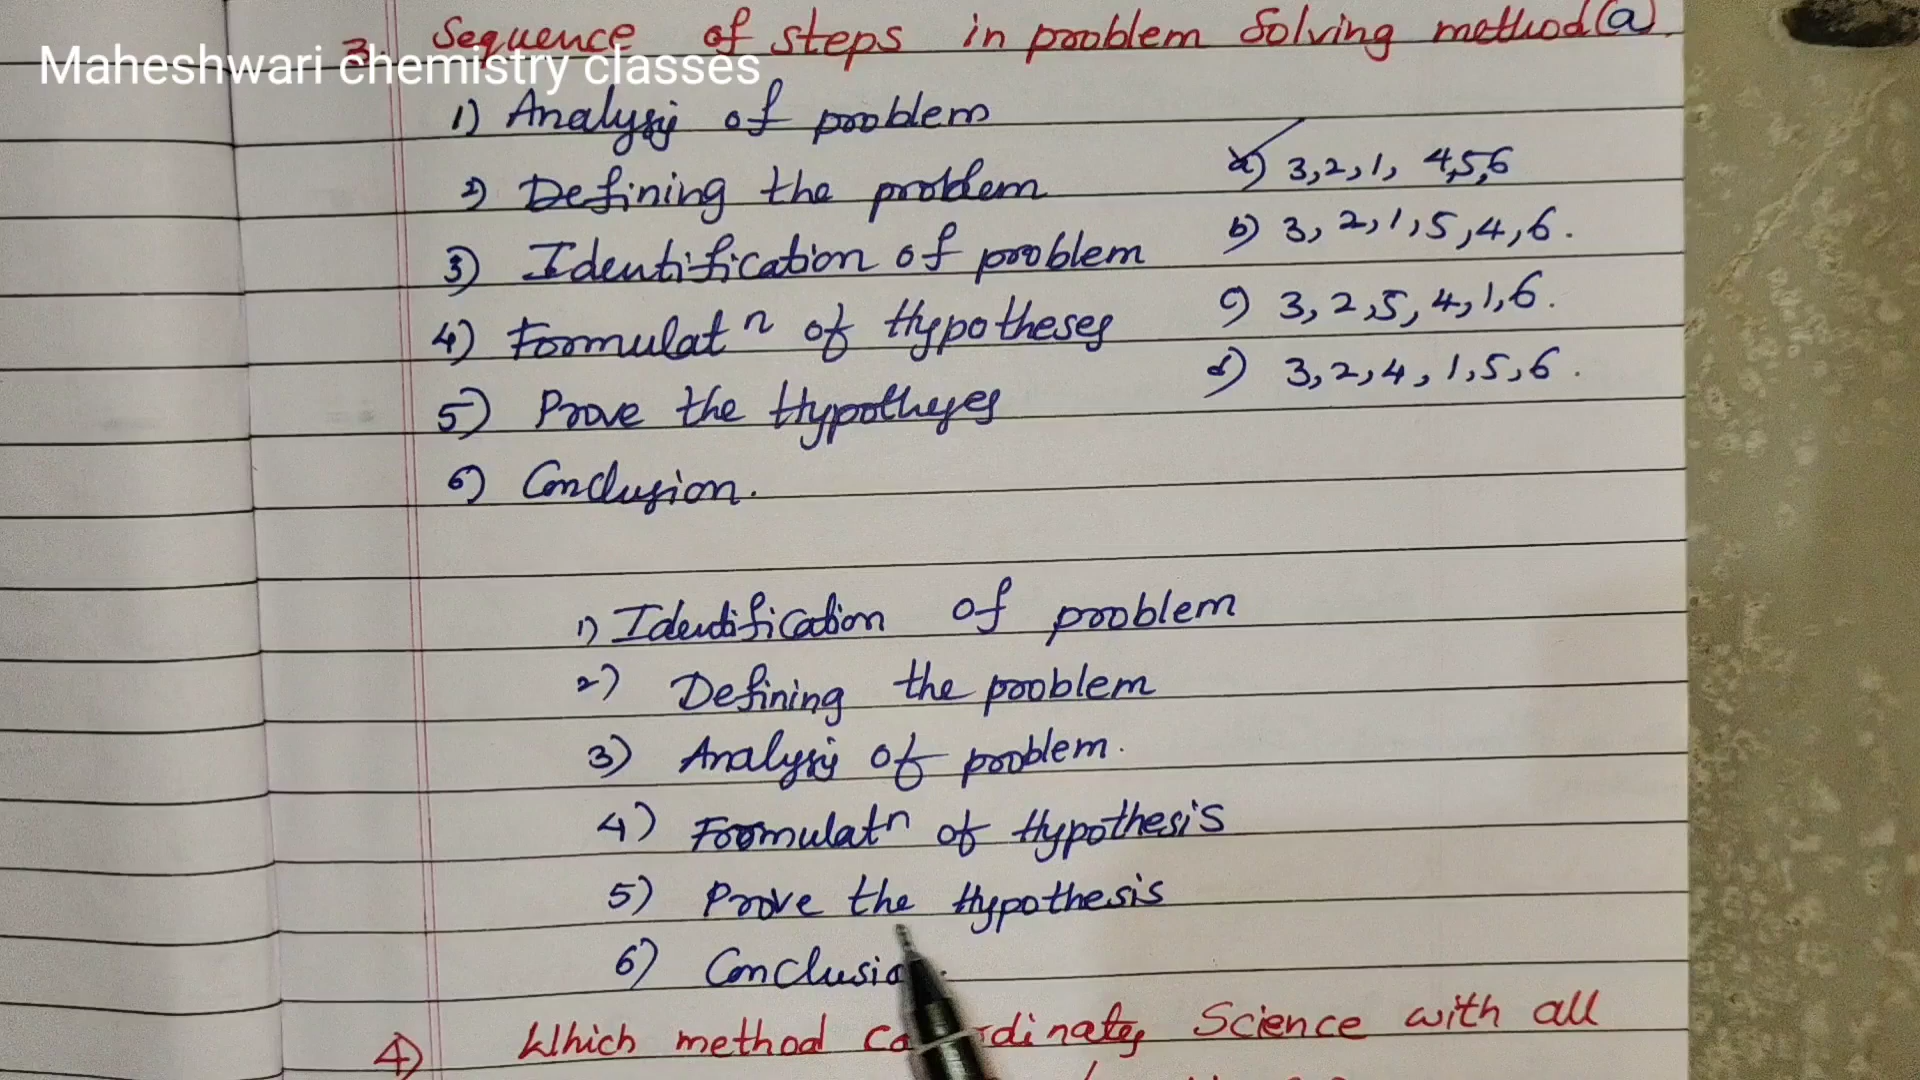 3. Sequence of steps in problem Solving method (a).
Maheshwari chemistry classes
1) Analysis of problem
2) Defining the problem
3) Identification of problem
4) Formulatn of Hypotheses
5) Prove the Hypotheses
6) Conclusion.
a) 3,2,1, 4,5,6
b) 3, 2,1,5,4,6.
c) 3,2,5,4,1,6.
d) 3,2,4,1,5,6.
1) Identification of problem
2) Defining the problem
3) Analysis of problem.
4) Formulatn of Hypothesis
5) Prove the Hypothesis
6)
4) Which method Science with all